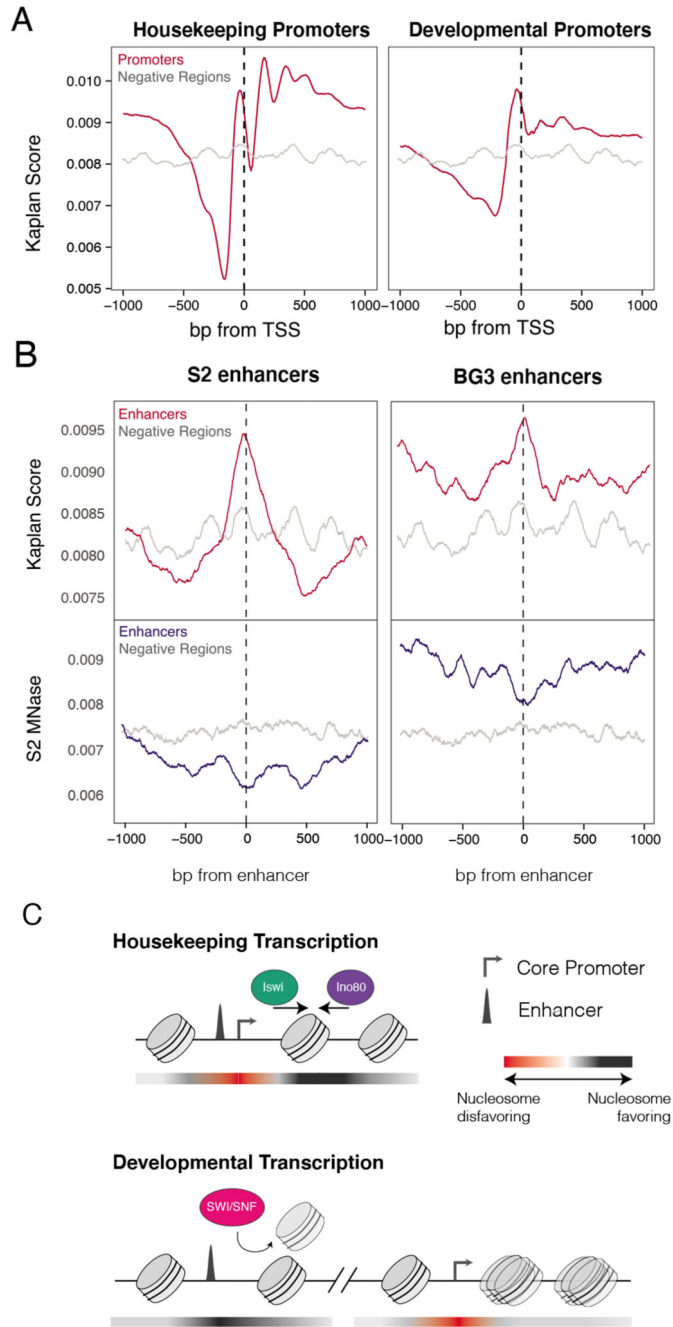 A
Housekeeping Promoters
Developmental Promoters
Promoters
Negative Regions
Kaplan Score
0.010
0.009
0.008
0.007
0.006
0.005
−1000 −500 0 500 1000
−1000 −500 0 500 1000
bp from TSS
bp from TSS
B
S2 enhancers
BG3 enhancers
Enhancers
Negative Regions
Kaplan Score
0.0095
0.0090
0.0085
0.0080
0.0075
Enhancers
Negative Regions
S2 MNase
0.009
0.008
0.007
0.006
−1000 −500 0 500 1000
−1000 −500 0 500 1000
bp from enhancer
bp from enhancer
C
Housekeeping Transcription
Iswi
Ino80
Core Promoter
Enhancer
Nucleosome
disfavoring
Nucleosome
favoring
Developmental Transcription
SWI/SNF